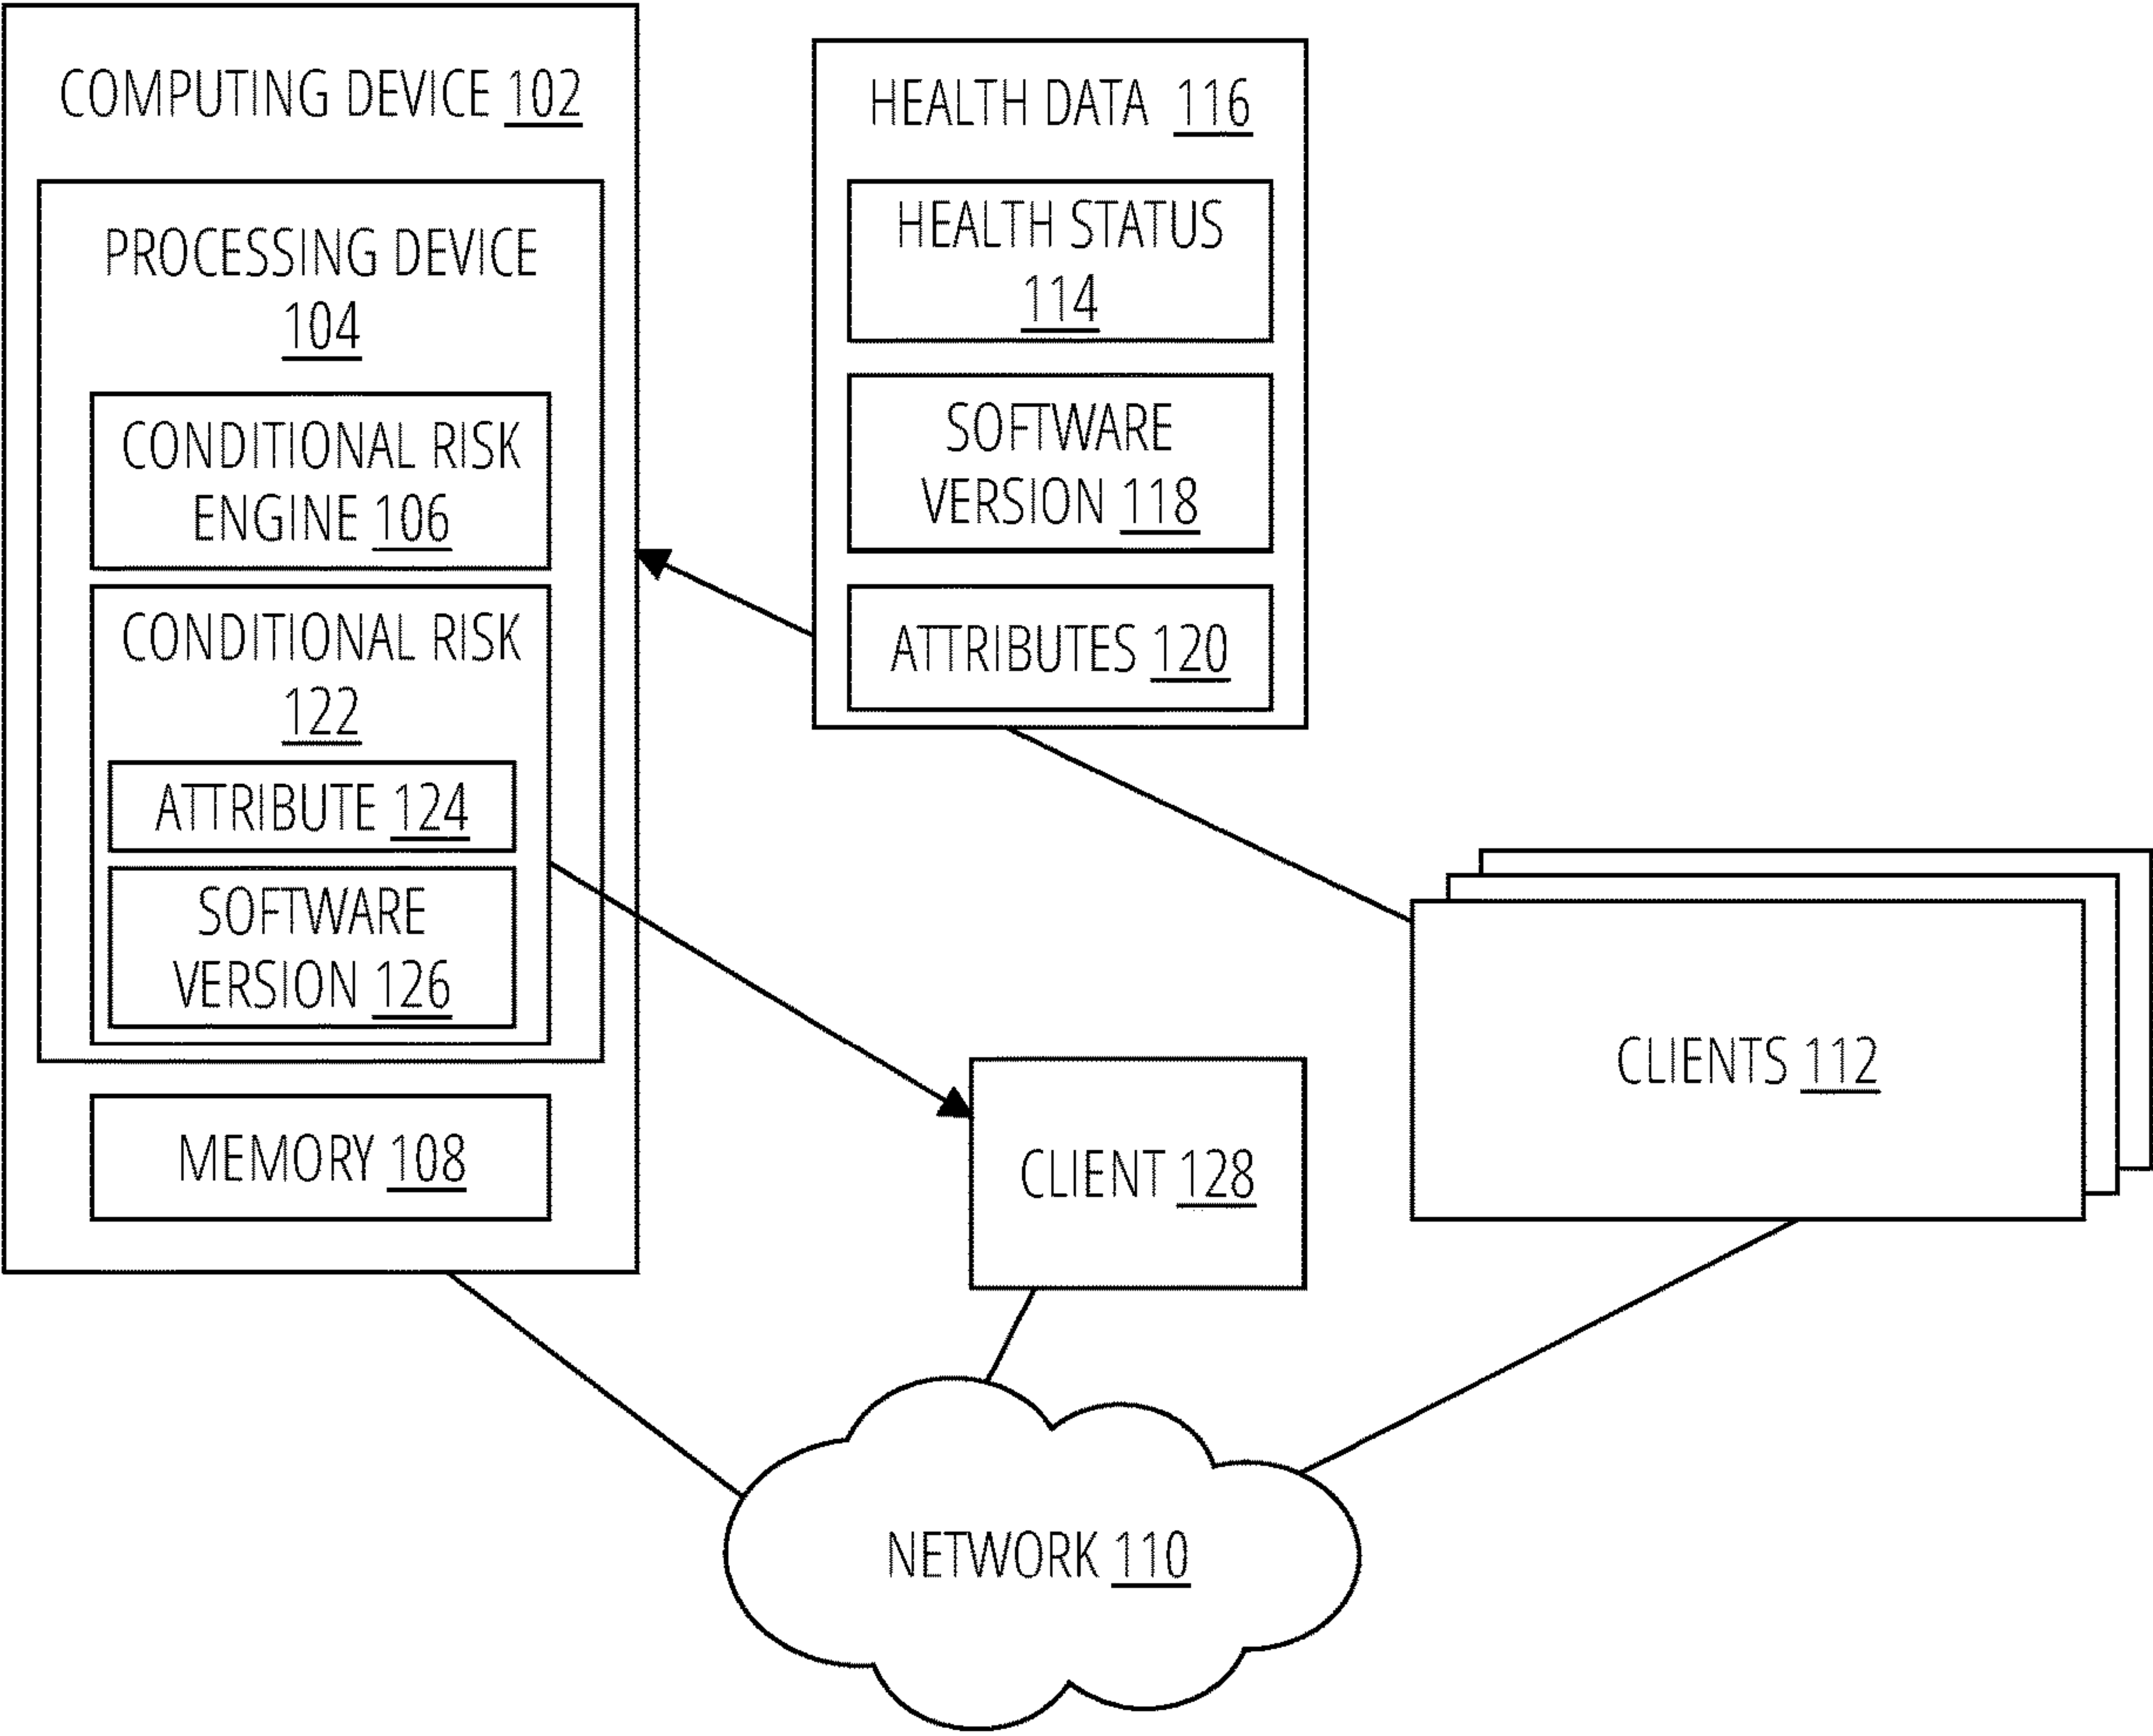 COMPUTING DEVICE 102
PROCESSING DEVICE
104
CONDITIONAL RISK
ENGINE 106
CONDITIONAL RISK
122
ATTRIBUTE 124
SOFTWARE
VERSION 126
MEMORY 108
HEALTH DATA 116
HEALTH STATUS
114
SOFTWARE
VERSION 118
ATTRIBUTES 120
CLIENTS 112
CLIENT 128
NETWORK 110